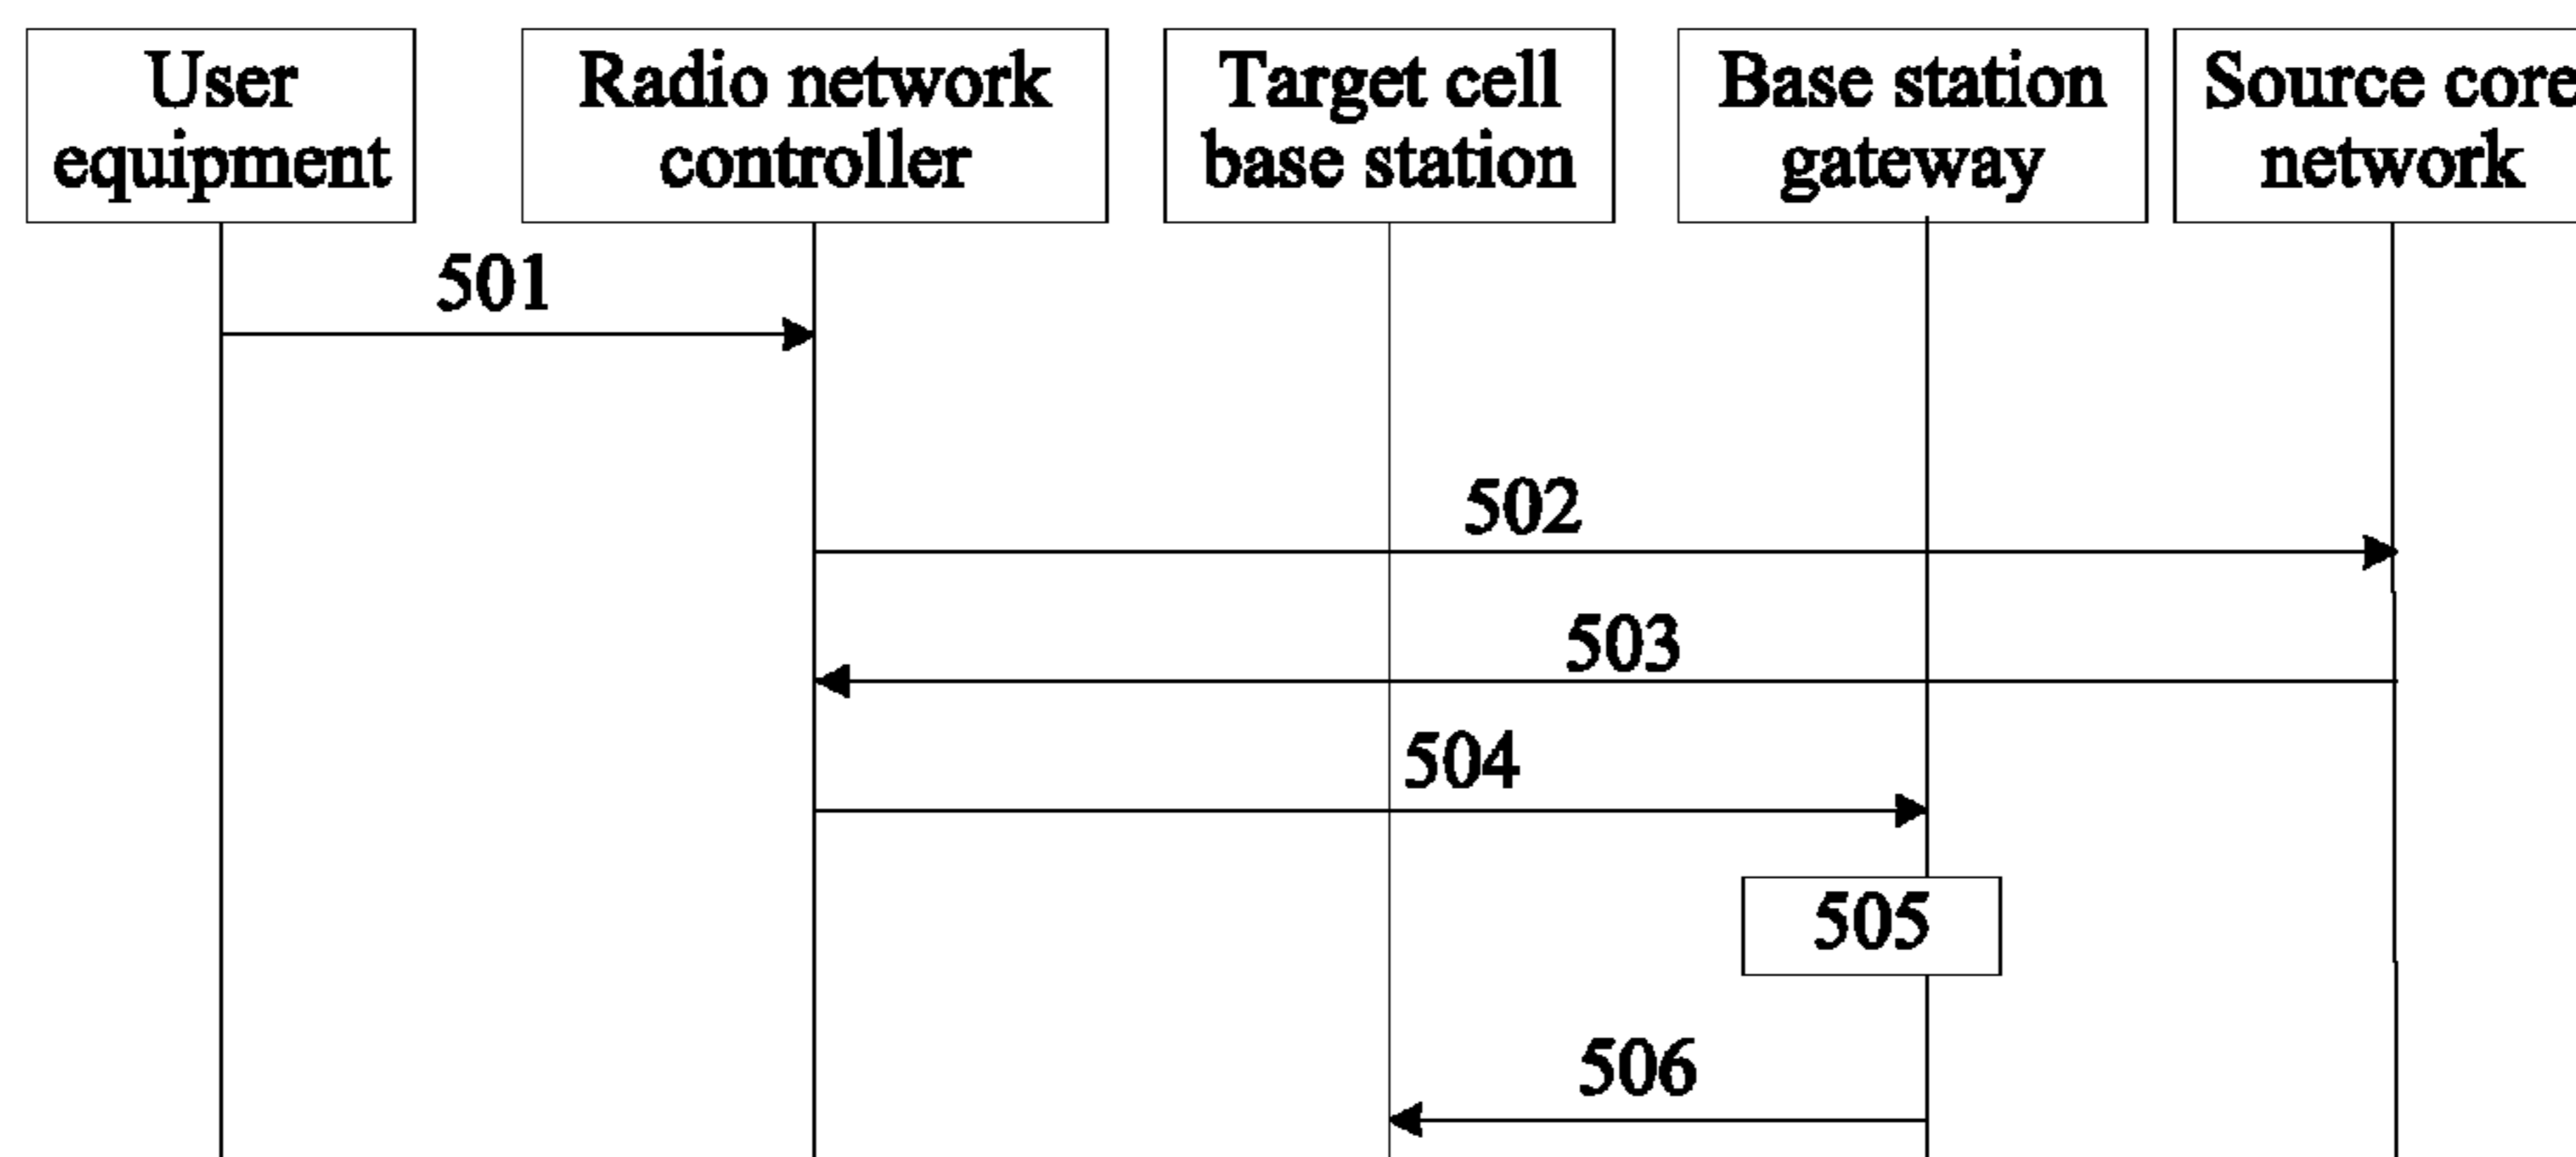 User
equipment
Radio network
controller
Target cell
base station
Base station
gateway
Source core
network
501
502
503
504
505
506